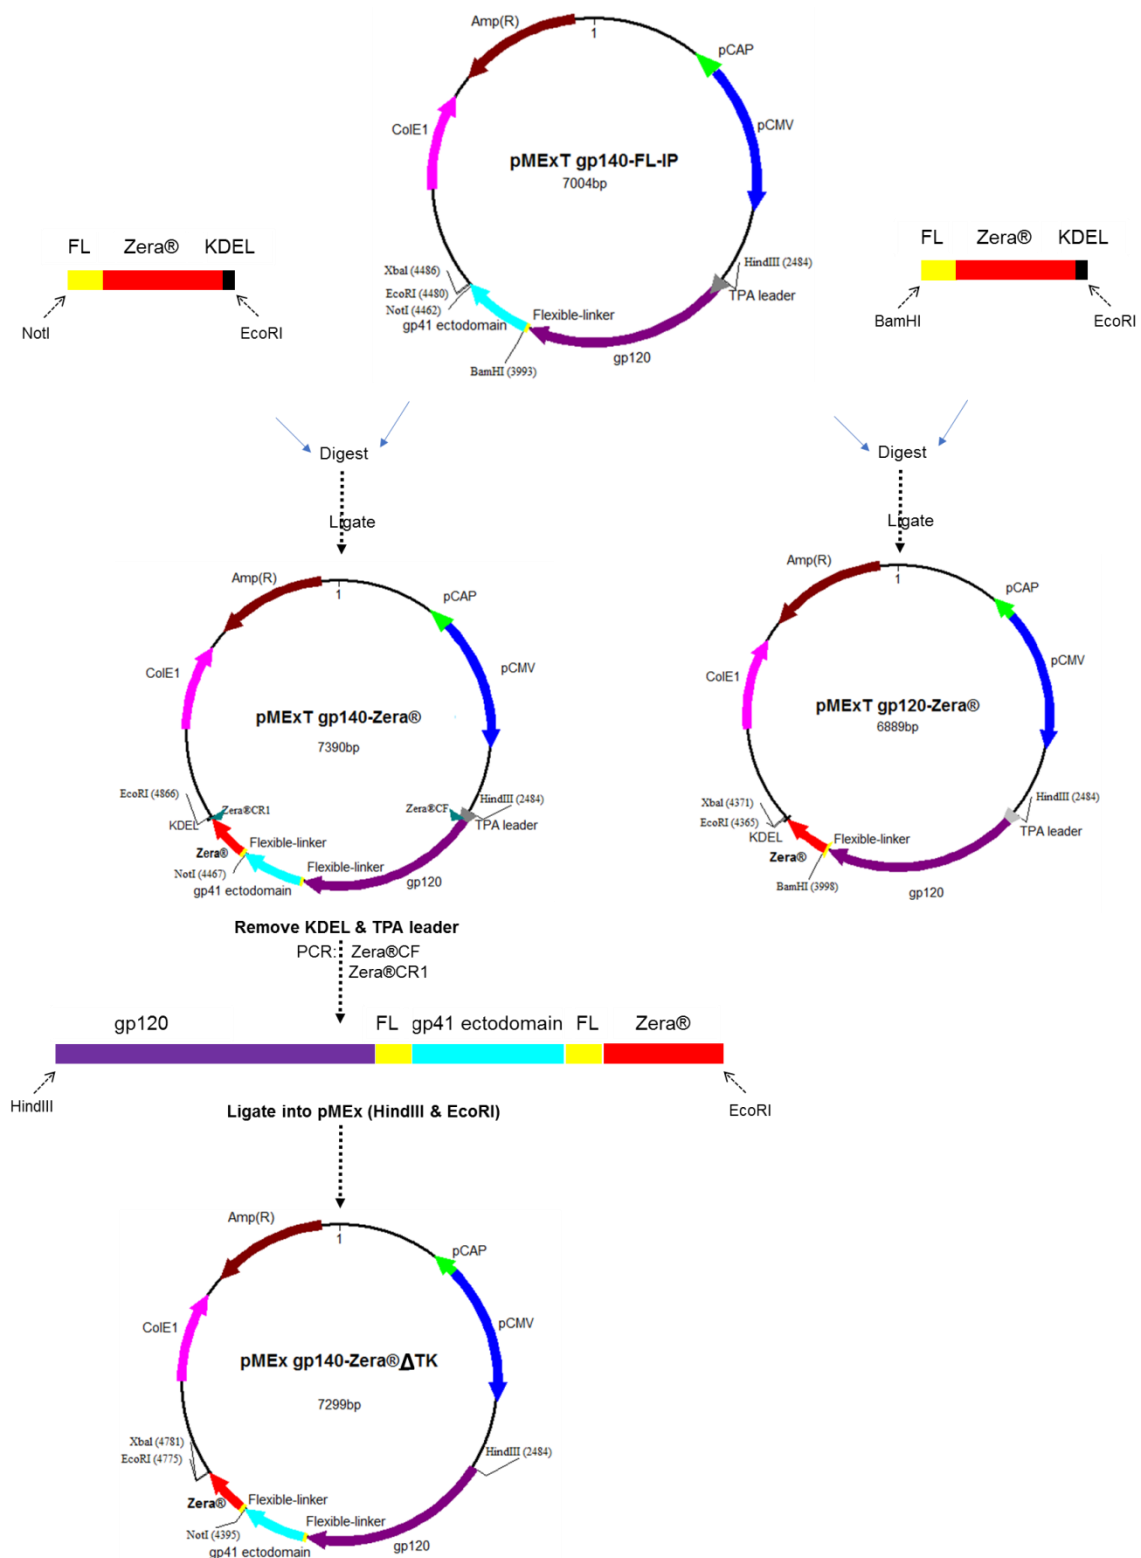 Amp(R)
1
pCAP
ColE1
pCMV
pMExT gp140-FL-IP
7004bp
FL Zera® KDEL
NotI
EcoRI
FL Zera® KDEL
BamHI
EcoRI
HindIII (2484)
TPA leader
XbaI (4486)
EcoRI (4480)
NotI (4462)
gp41 ectodomain
Flexible-linker
gp120
BamHI (3993)
Digest
Ligate
Digest
Ligate
Amp(R)
1
pCAP
ColE1
pCMV
pMExT gp140-Zera®
7390bp
EcoRI (4866)
Zera®CR1
Zera®CF
HindIII (2484)
TPA leader
KDEL
Zera®
Flexible-linker
NotI (4467)
Flexible-linker
gp41 ectodomain
gp120
Amp(R)
1
pCAP
ColE1
pCMV
pMExT gp120-Zera®
6889bp
XbaI (4371)
EcoRI (4365)
KDEL
HindIII (2484)
TPA leader
Zera®
Flexible-linker
BamHI (3998)
gp120
Remove KDEL & TPA leader
PCR: Zera®CF
Zera®CR1
gp120 FL gp41 ectodomain FL Zera®
HindIII
EcoRI
Ligate into pMEx (HindIII & EcoRI)
Amp(R)
1
pCAP
ColE1
pCMV
pMEx gp140-Zera®ΔTK
7299bp
XbaI (4781)
EcoRI (4775)
HindIII (2484)
Zera®
Flexible-linker
NotI (4395)
Flexible-linker
gp41 ectodomain
gp120